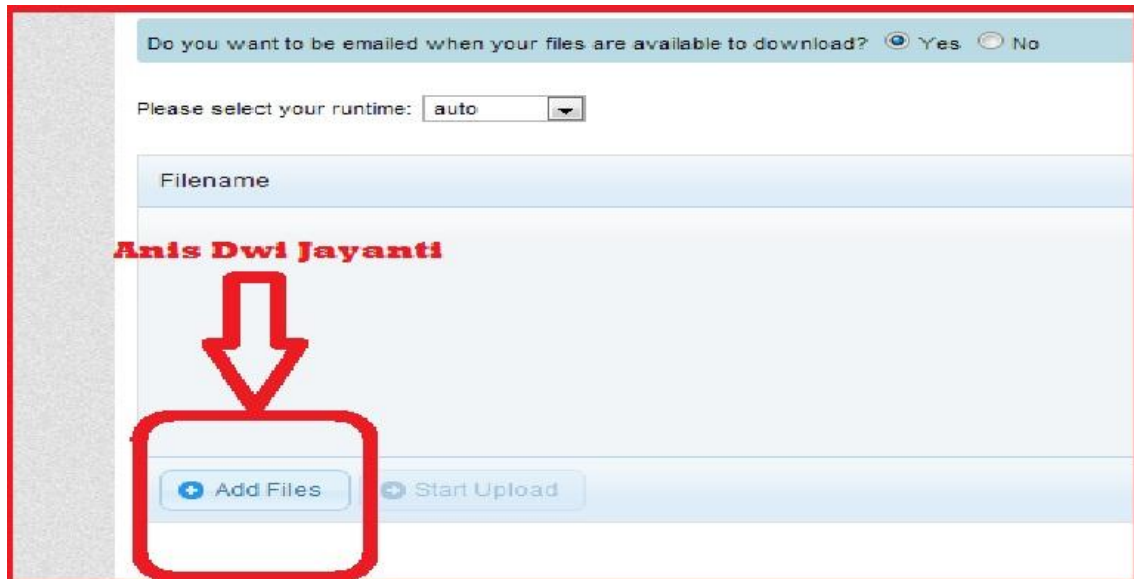 Do you want to be emailed when your files are available to download? Yes No
Please select your runtime: auto
Filename
Anis Dwi Jayanti
Add Files Start Upload